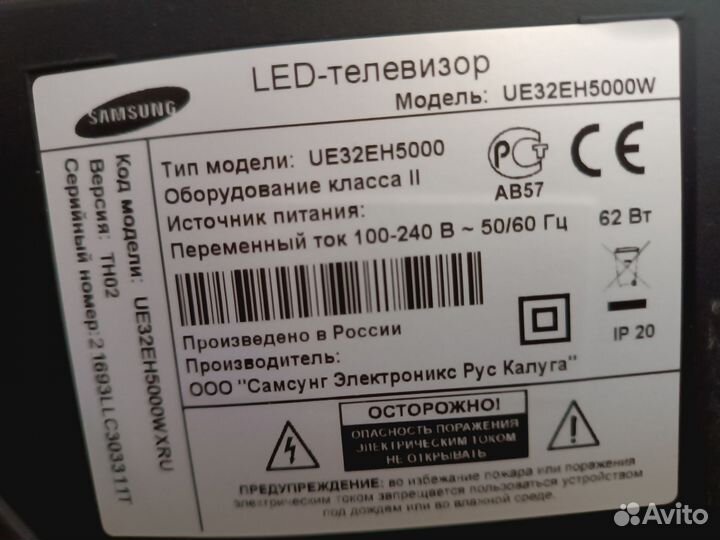 SAMSUNG
LED-телевизор
Модель: UE32EH5000W
Код модели: UE32EH5000WXRU
Версия: TH02
Серийный номер: 21693LLC303311T
Тип модели: UE32EH5000
Оборудование класса II
Источник питания:
Переменный ток 100-240 В ~ 50/60 Гц 62 Вт
РСТ
АВ57
CE
Произведено в России
Производитель:
ООО "Самсунг Электроникс Рус Калуга"
IP 20
ОСТОРОЖНО!
ОПАСНОСТЬ ПОРАЖЕНИЯ
ЭЛЕКТРИЧЕСКИМ ТОКОМ
НЕ ОТКРЫВАТЬ
ПРЕДУПРЕЖДЕНИЕ: во избежание пожара или поражения
электрическим током запрещается пользоваться устройством
под дождем или во влажной среде.
Avito